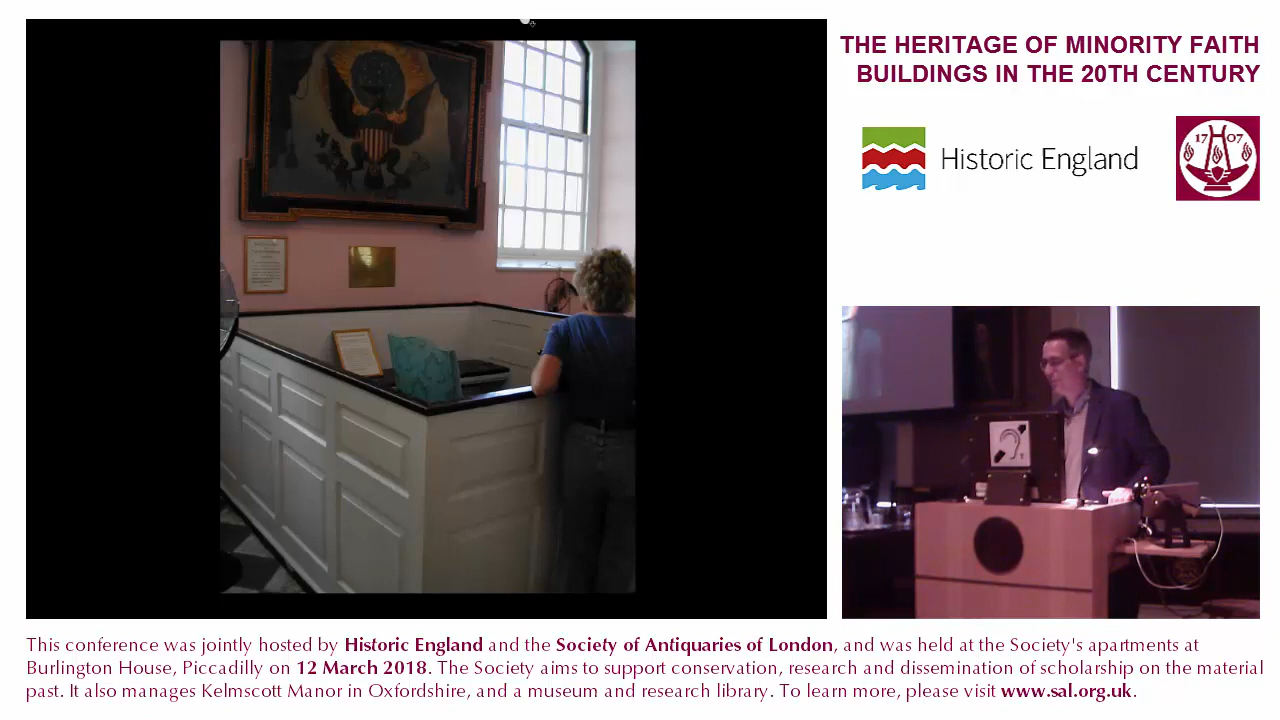 THE HERITAGE OF MINORITY FAITH
BUILDINGS IN THE 20TH CENTURY
Historic England
17 07
This conference was jointly hosted by Historic England and the Society of Antiquaries of London, and was held at the Society's apartments at
Burlington House, Piccadilly on 12 March 2018. The Society aims to support conservation, research and dissemination of scholarship on the material
past. It also manages Kelmscott Manor in Oxfordshire, and a museum and research library. To learn more, please visit www.sal.org.uk.